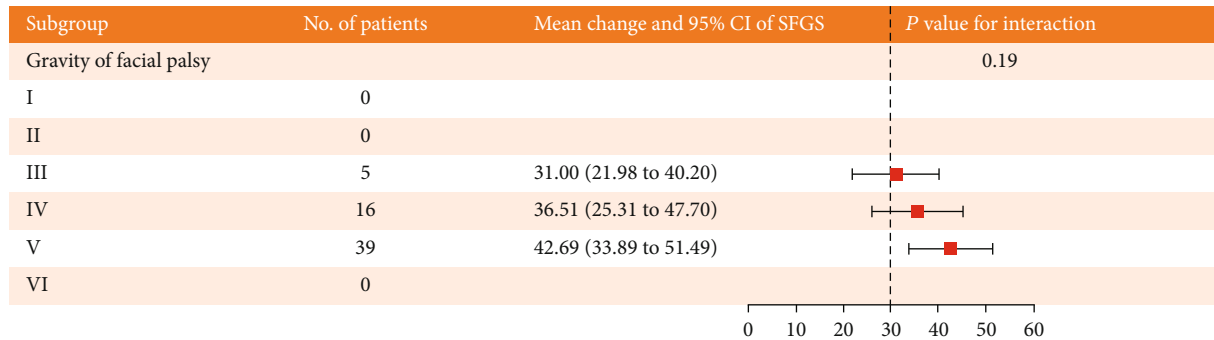 Subgroup No. of patients Mean change and 95% CI of SFGS P value for interaction
Gravity of facial palsy 0.19
I 0
II 0
III 5 31.00 (21.98 to 40.20)
IV 16 36.51 (25.31 to 47.70)
V 39 42.69 (33.89 to 51.49)
VI 0
0 10 20 30 40 50 60